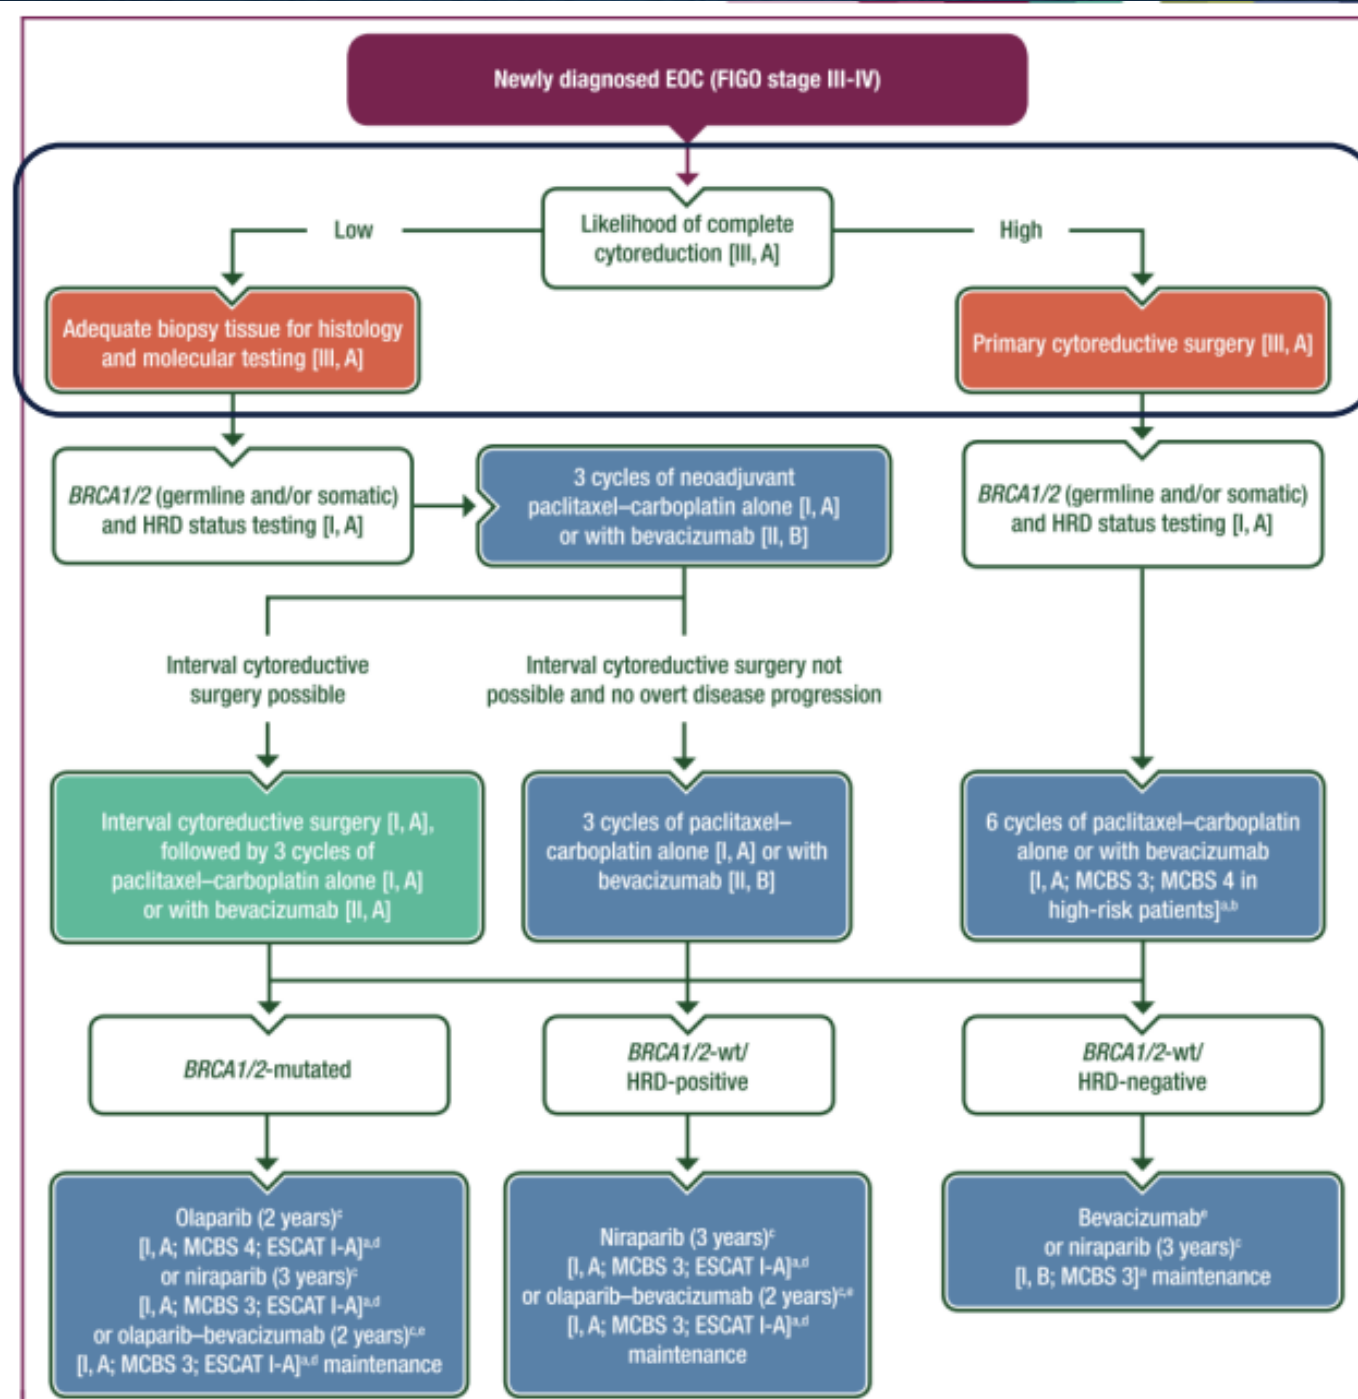 Newly diagnosed EOC (FIGO stage III-IV)
Low
Likelihood of complete
cytoreduction [III, A]
High
Adequate biopsy tissue for histology
and molecular testing [III, A]
Primary cytoreductive surgery [III, A]
BRCA1/2 (germline and/or somatic)
and HRD status testing [I, A]
3 cycles of neoadjuvant
paclitaxel–carboplatin alone [I, A]
or with bevacizumab [II, B]
BRCA1/2 (germline and/or somatic)
and HRD status testing [I, A]
Interval cytoreductive
surgery possible
Interval cytoreductive surgery not
possible and no overt disease progression
Interval cytoreductive surgery [I, A],
followed by 3 cycles of
paclitaxel–carboplatin alone [I, A]
or with bevacizumab [II, A]
3 cycles of paclitaxel–
carboplatin alone [I, A] or with
bevacizumab [II, B]
6 cycles of paclitaxel–carboplatin
alone or with bevacizumab
[I, A; MCBS 3; MCBS 4 in
high-risk patients]a,b
BRCA1/2-mutated
BRCA1/2-wt/
HRD-positive
BRCA1/2-wt/
HRD-negative
Olaparib (2 years)c
[I, A; MCBS 4; ESCAT I-A]a,d
or niraparib (3 years)c
[I, A; MCBS 3; ESCAT I-A]a,d
or olaparib–bevacizumab (2 years)c,e
[I, A; MCBS 3; ESCAT I-A]a,d maintenance
Niraparib (3 years)c
[I, A; MCBS 3; ESCAT I-A]a,d
or olaparib–bevacizumab (2 years)c,e
[I, A; MCBS 3; ESCAT I-A]a,d
maintenance
Bevacizumabe
or niraparib (3 years)c
[I, B; MCBS 3]a maintenance